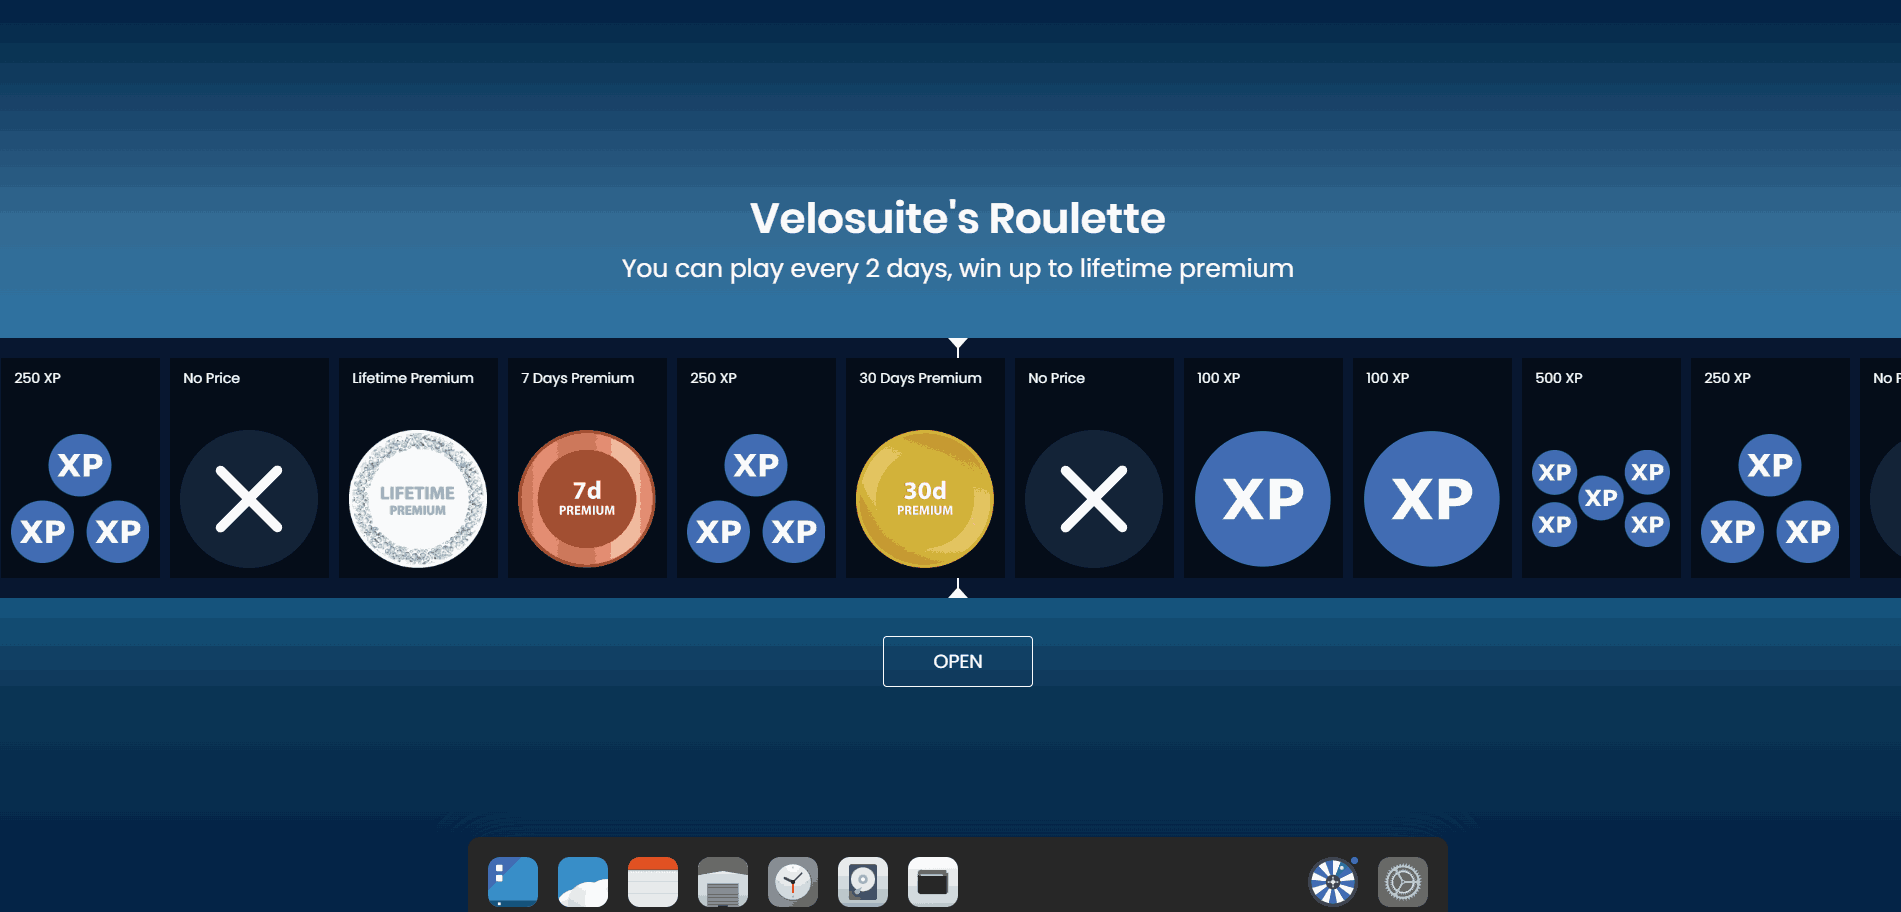 Velosuite's Roulette
You can play every 2 days, win up to lifetime premium
250 XP
No Price
Lifetime Premium
7 Days Premium
250 XP
30 Days Premium
No Price
100 XP
100 XP
500 XP
250 XP
No
XP
XP XP
LIFETIME
PREMIUM
7d
PREMIUM
XP
XP XP
30d
PREMIUM
XP
XP
XP XP
XP
XP XP
XP
XP XP
OPEN